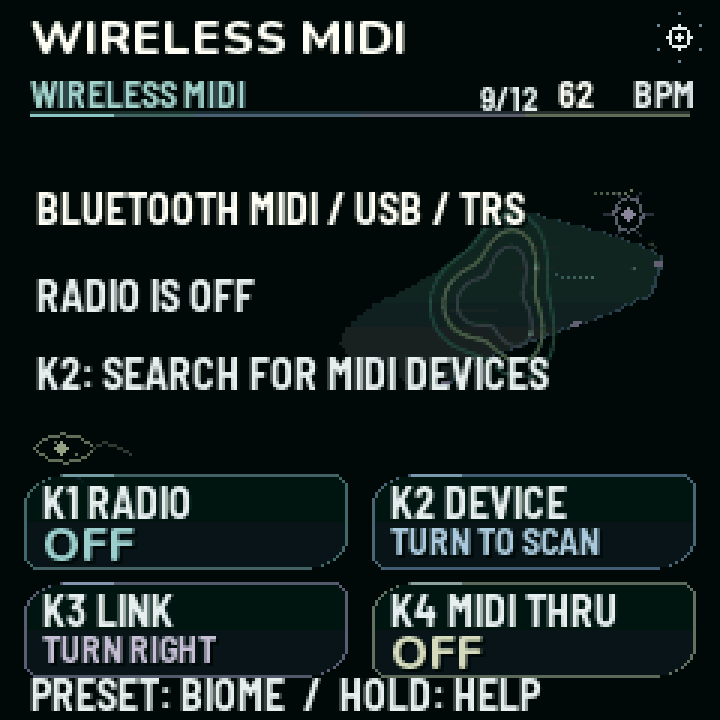 WIRELESS MIDI
WIRELESS MIDI 9/12 62 BPM
BLUETOOTH MIDI / USB / TRS
RADIO IS OFF
K2: SEARCH FOR MIDI DEVICES
K1 RADIO
OFF
K2 DEVICE
TURN TO SCAN
K3 LINK
TURN RIGHT
K4 MIDI THRU
OFF
PRESET: BIOME / HOLD: HELP